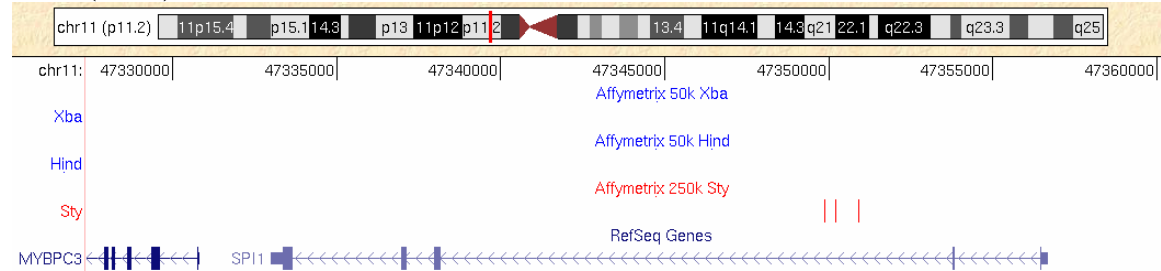 chr11 (p11.2) 11p15.4 p15.1 14.3 p13 11p12 p11.2 13.4 11q14.1 14.3 q21 22.1 q22.3 q23.3 q25
chr11: 47330000 47335000 47340000 47345000 47350000 47355000 47360000
Affymetrix 50k Xba
Xba
Affymetrix 50k Hind
Hind
Affymetrix 250k Sty
Sty
RefSeq Genes
MYBPC3 SPI1